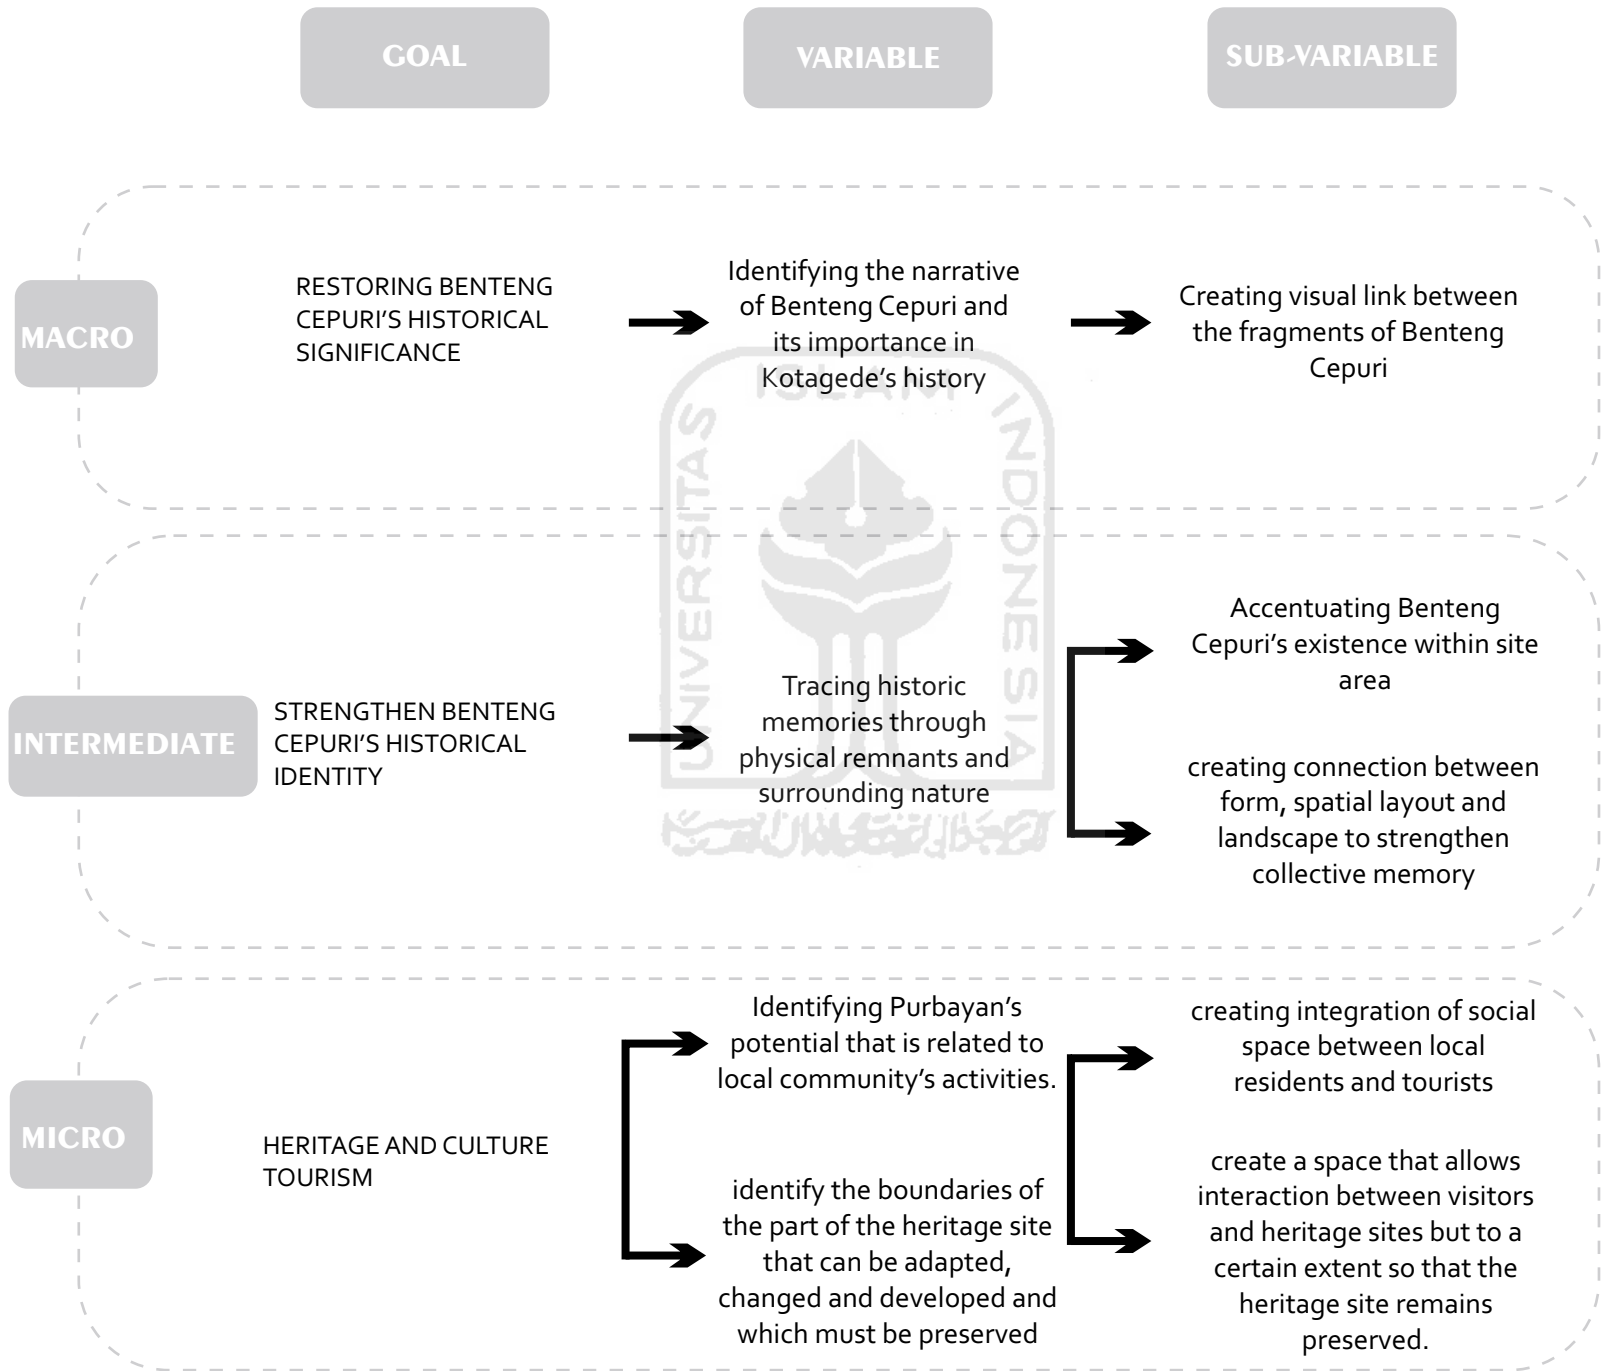 GOAL
VARIABLE
SUB-VARIABLE
MACRO
RESTORING BENTENG
CEPURI'S HISTORICAL
SIGNIFICANCE
Identifying the narrative
of Benteng Cepuri and
its importance in
Kotagede's history
Creating visual link between
the fragments of Benteng
Cepuri
UNIVERSITAS
ISLAM
INDONESIA
INTERMEDIATE
STRENGTHEN BENTENG
CEPURI'S HISTORICAL
IDENTITY
Tracing historic
memories through
physical remnants and
surrounding nature
Accentuating Benteng
Cepuri's existence within site
area
creating connection between
form, spatial layout and
landscape to strengthen
collective memory
MICRO
HERITAGE AND CULTURE
TOURISM
Identifying Purbayan's
potential that is related to
local community's activities.
identify the boundaries of
the part of the heritage site
that can be adapted,
changed and developed and
which must be preserved
creating integration of social
space between local
residents and tourists
create a space that allows
interaction between visitors
and heritage sites but to a
certain extent so that the
heritage site remains
preserved.